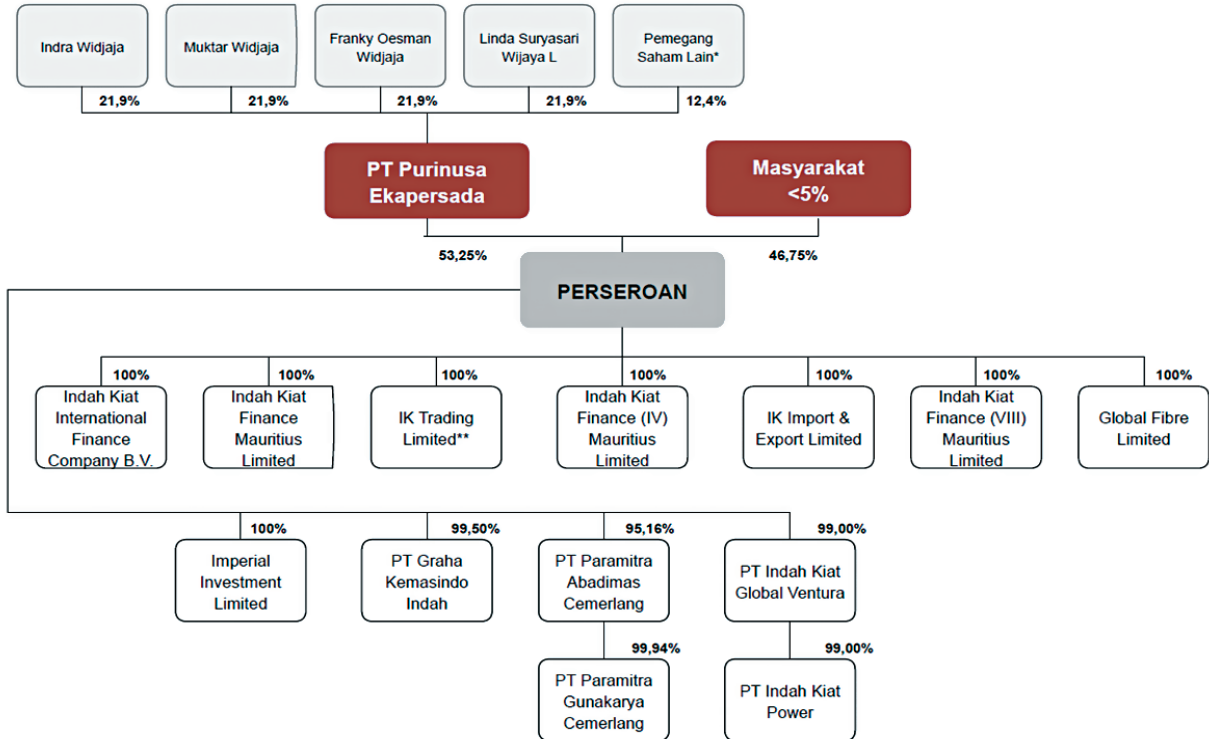 Indra Widjaja
Muktar Widjaja
Franky Oesman
Widjaja
Linda Suryasari
Wijaya L
Pemegang
Saham Lain*
21,9%
21,9%
21,9%
21,9%
12,4%
PT Purinusa
Ekapersada
Masyarakat
<5%
53,25%
46,75%
PERSEROAN
100%
100%
100%
100%
100%
100%
100%
Indah Kiat
International
Finance
Company B.V.
Indah Kiat
Finance
Mauritius
Limited
IK Trading
Limited**
Indah Kiat
Finance (IV)
Mauritius
Limited
IK Import &
Export Limited
Indah Kiat
Finance (VIII)
Mauritius
Limited
Global Fibre
Limited
100%
99,50%
95,16%
99,00%
Imperial
Investment
Limited
PT Graha
Kemasindo
Indah
PT Paramitra
Abadimas
Cemerlang
PT Indah Kiat
Global Ventura
99,94%
99,00%
PT Paramitra
Gunakarya
Cemerlang
PT Indah Kiat
Power